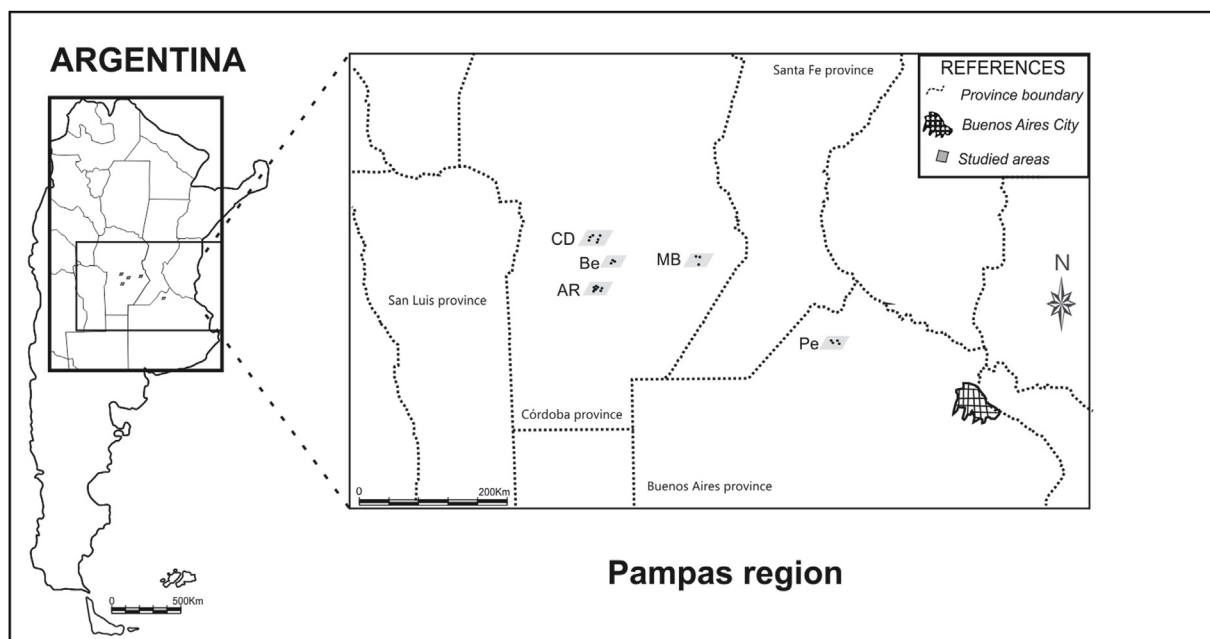 ARGENTINA
0 500Km
Santa Fe province
CD
Be
MB
AR
San Luis province
Pe
Córdoba province
Buenos Aires province
0 200Km
REFERENCES
Province boundary
Buenos Aires City
Studied areas
N
Pampas region